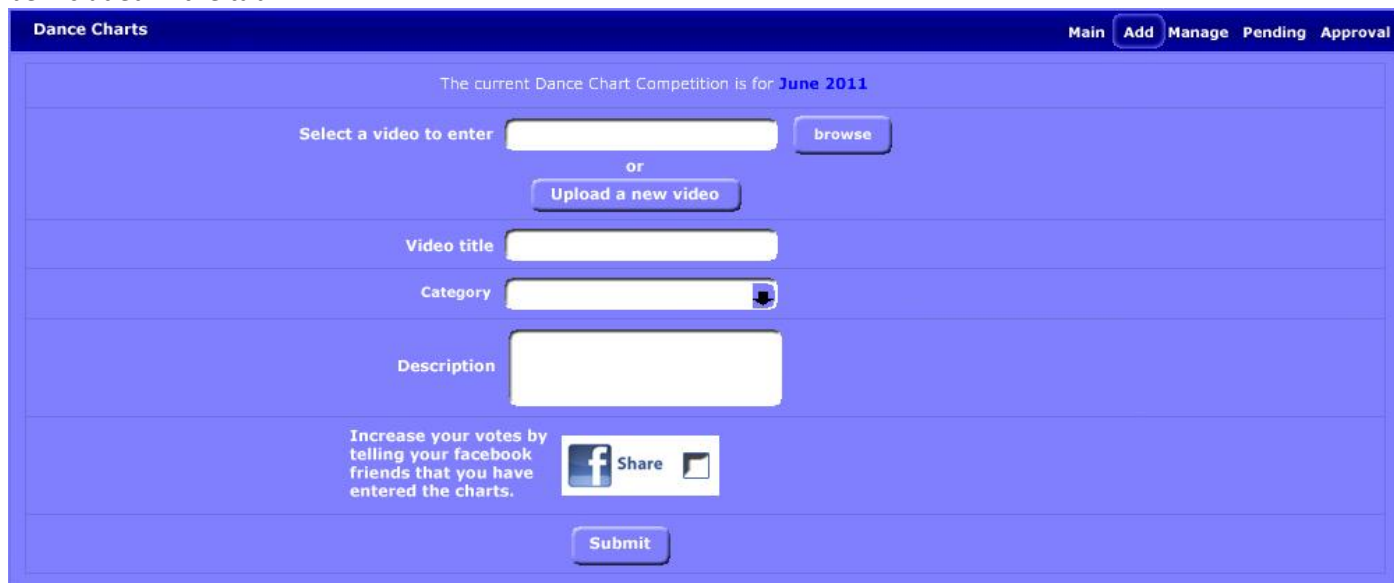 Dance Charts Main Add Manage Pending Approval
The current Dance Chart Competition is for June 2011
Select a video to enter browse
or
Upload a new video
Video title
Category
Description
Increase your votes by
telling your facebook
friends that you have
entered the charts.
f Share
Submit